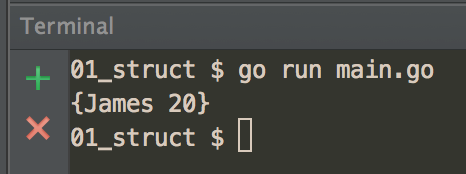 Terminal
01_struct $ go run main.go
{James 20}
01_struct $